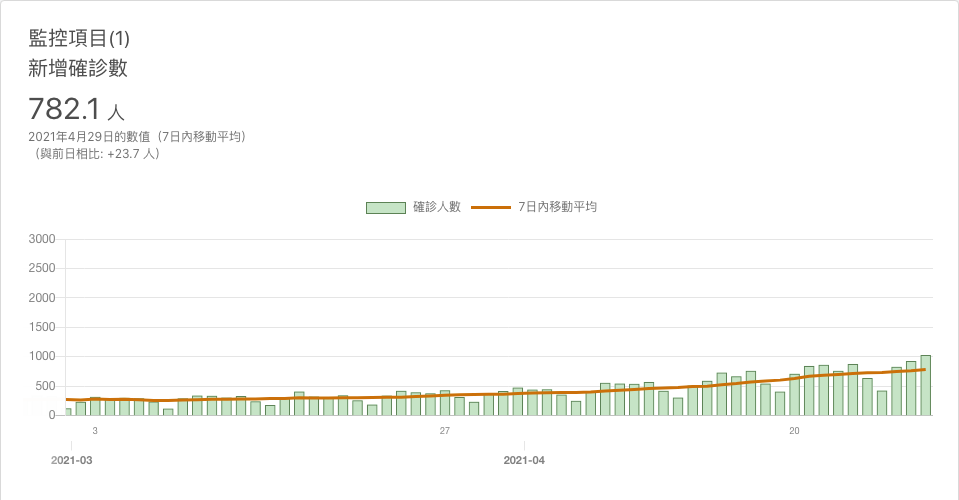 監控項目(1)
新增確診數
782.1 人
2021年4月29日的數值（7日內移動平均）
（與前日相比: +23.7 人）
確診人數 7日內移動平均
3000
2500
2000
1500
1000
500
0
3 27 20
2021-03 2021-04